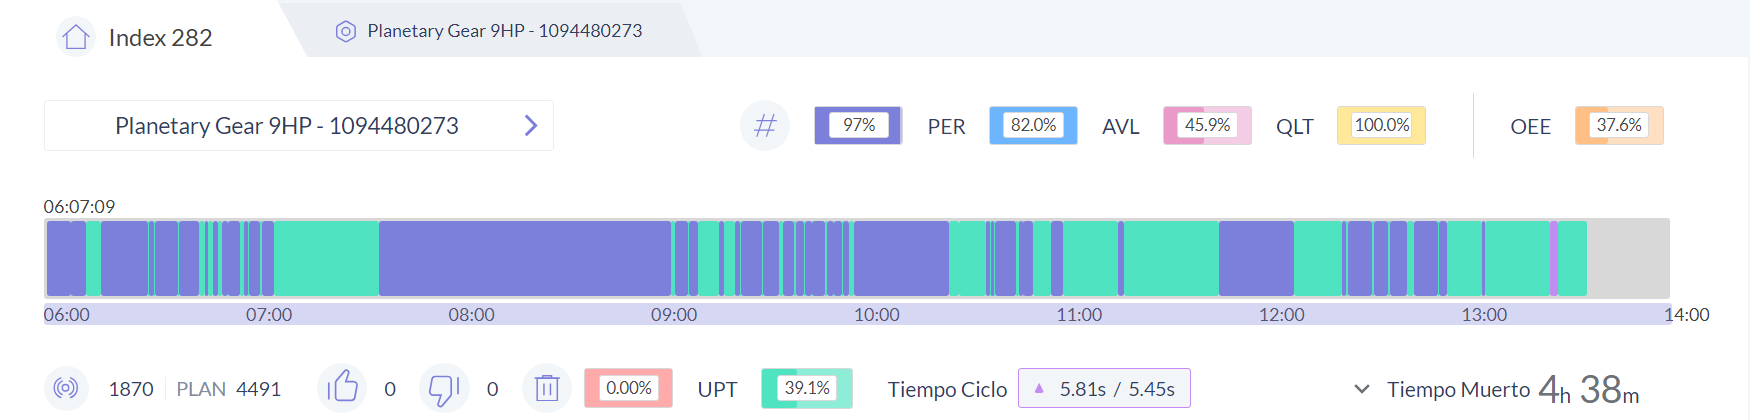 Index 282
Planetary Gear 9HP - 1094480273
Planetary Gear 9HP - 1094480273
# 97% PER 82.0% AVL 45.9% QLT 100.0% OEE 37.6%
06:07:09
06:00 07:00 08:00 09:00 10:00 11:00 12:00 13:00 14:00
1870 PLAN 4491 0 0 0.00% UPT 39.1% Tiempo Ciclo 5.81s / 5.45s Tiempo Muerto 4h 38m